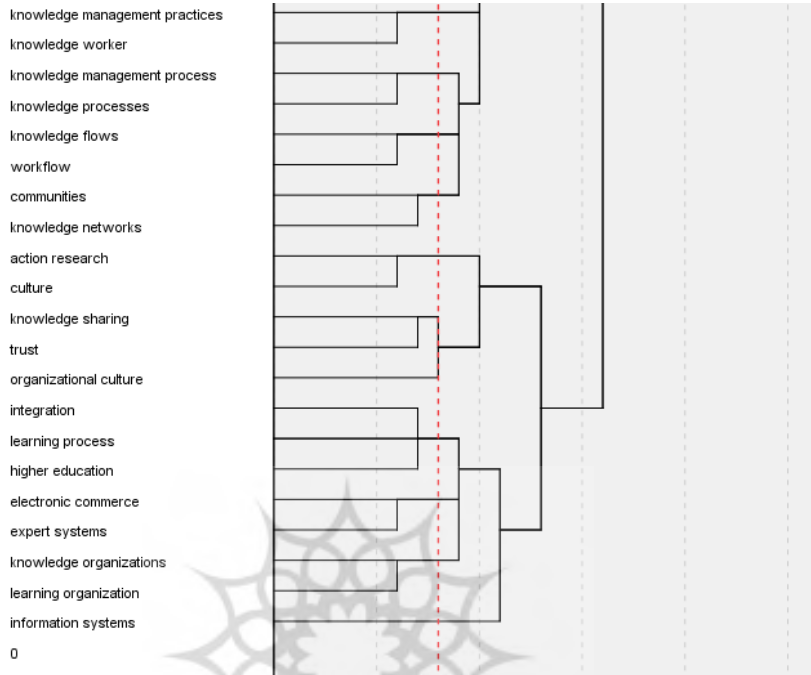 knowledge management practices
knowledge worker
knowledge management process
knowledge processes
knowledge flows
workflow
communities
knowledge networks
action research
culture
knowledge sharing
trust
organizational culture
integration
learning process
higher education
electronic commerce
expert systems
knowledge organizations
learning organization
information systems
0